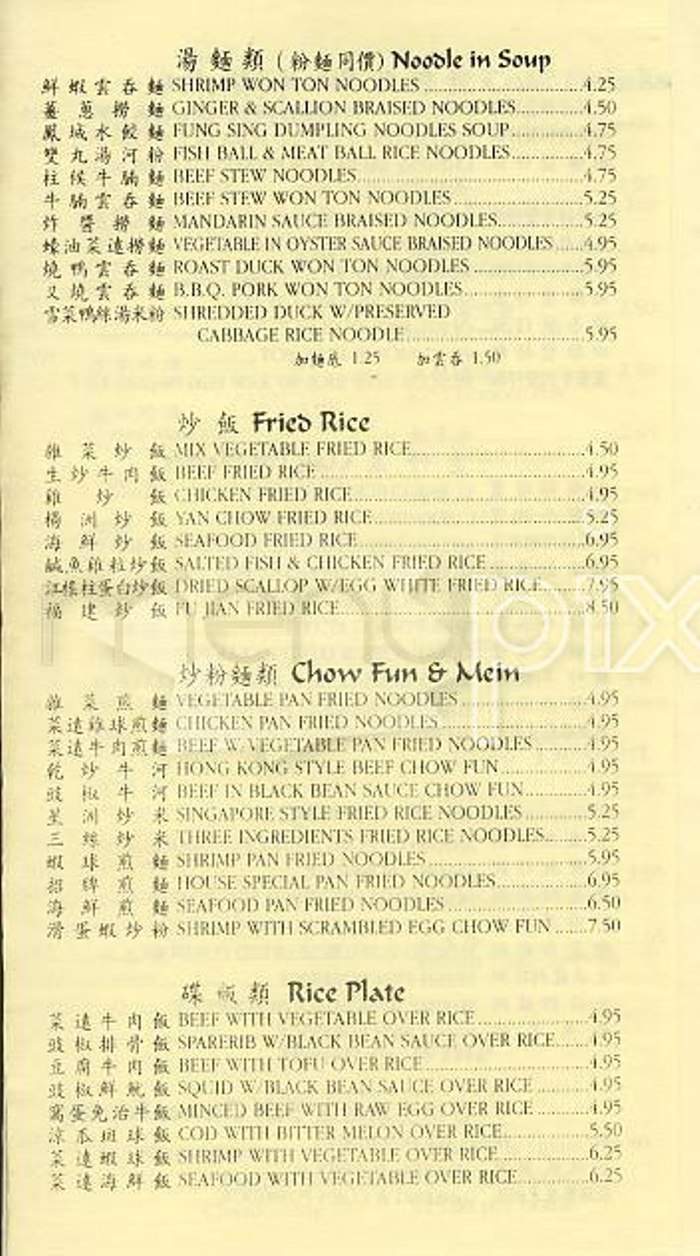 湯麵類 (粉麵同價) Noodle in Soup
鮮蝦雲吞麵 SHRIMP WON TON NOODLES 4.25
薑蔥撈麵 GINGER & SCALLION BRAISED NOODLES 4.50
鳳城水餃麵 FUNG SING DUMPLING NOODLES SOUP 4.75
雙丸湯河粉 FISH BALL & MEAT BALL RICE NOODLES 4.75
柱候牛腩麵 BEEF STEW NOODLES 4.75
牛腩雲吞麵 BEEF STEW WON TON NOODLES 5.25
炸醬撈麵 MANDARIN SAUCE BRAISED NOODLES 5.25
蠔油菜遠撈麵 VEGETABLE IN OYSTER SAUCE BRAISED NOODLES 4.95
燒鴨雲吞麵 ROAST DUCK WON TON NOODLES 5.95
叉燒雲吞麵 B.B.Q. PORK WON TON NOODLES 5.95
雪菜鴨絲湯米粉 SHREDDED DUCK W/PRESERVED
CABBAGE RICE NOODLE 5.95
加麵底 1.25 加雲吞 1.50
炒飯 Fried Rice
雜菜炒飯 MIX VEGETABLE FRIED RICE 4.50
生炒牛肉飯 BEEF FRIED RICE 4.95
雞炒飯 CHICKEN FRIED RICE 4.95
楊洲炒飯 YAN CHOW FRIED RICE 5.25
海鮮炒飯 SEAFOOD FRIED RICE 6.95
鹹魚雞粒炒飯 SALTED FISH & CHICKEN FRIED RICE 6.95
江瑤柱蛋白炒飯 DRIED SCALLOP W/EGG WHITE FRIED RICE 7.95
福建炒飯 FU JIAN FRIED RICE 8.50
menupix
炒粉麵類 Chow Fun & Mein
雜菜煎麵 VEGETABLE PAN FRIED NOODLES 4.95
菜遠雞球煎麵 CHICKEN PAN FRIED NOODLES 4.95
菜遠牛肉煎麵 BEEF W. VEGETABLE PAN FRIED NOODLES 4.95
乾炒牛河 HONG KONG STYLE BEEF CHOW FUN 4.95
豉椒牛河 BEEF IN BLACK BEAN SAUCE CHOW FUN 4.95
星洲炒米 SINGAPORE STYLE FRIED RICE NOODLES 5.25
三絲炒米 THREE INGREDIENTS FRIED RICE NOODLES 5.25
蝦球煎麵 SHRIMP PAN FRIED NOODLES 5.95
招牌煎麵 HOUSE SPECIAL PAN FRIED NOODLES 6.95
海鮮煎麵 SEAFOOD PAN FRIED NOODLES 6.50
滑蛋蝦炒粉 SHRIMP WITH SCRAMBLED EGG CHOW FUN 7.50
碟飯類 Rice Plate
菜遠牛肉飯 BEEF WITH VEGETABLE OVER RICE 4.95
豉椒排骨飯 SPARERIB W/BLACK BEAN SAUCE OVER RICE 4.95
豆腐牛肉飯 BEEF WITH TOFU OVER RICE 4.95
豉椒鮮魷飯 SQUID W/BLACK BEAN SAUCE OVER RICE 4.95
窩蛋免治牛飯 MINCED BEEF WITH RAW EGG OVER RICE 4.95
涼瓜斑球飯 COD WITH BITTER MELON OVER RICE 5.50
菜遠蝦球飯 SHRIMP WITH VEGETABLE OVER RICE 6.25
菜遠海鮮飯 SEAFOOD WITH VEGETABLE OVER RICE 6.25